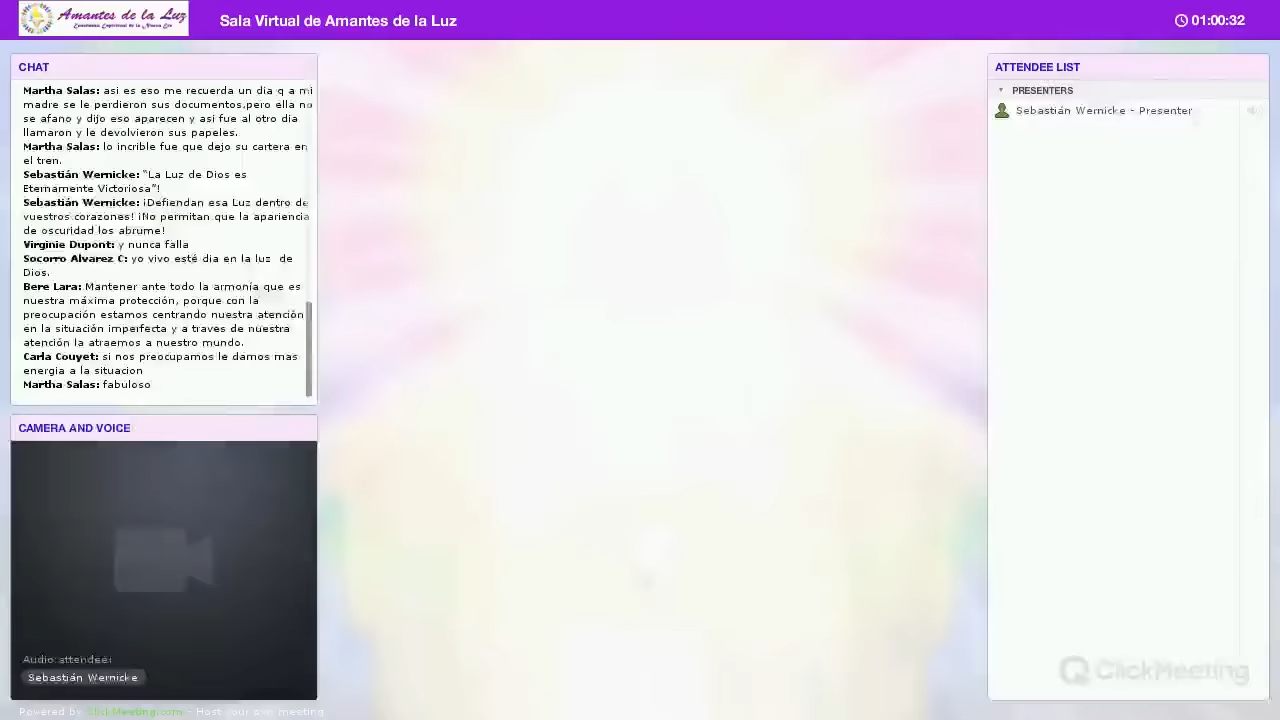 Amantes de la Luz
Enseñanza Espiritual de la Nueva Era
Sala Virtual de Amantes de la Luz
01:00:32
CHAT
Martha Salas: asi es eso me recuerda un día q a mi
madre se le perdieron sus documentos,pero ella no
se afano y dijo eso aparecen y asi fue al otro dia
llamaron y le devolvieron sus papeles.
Martha Salas: lo incrible fue que dejo su cartera en
el tren.
Sebastián Wernicke: "La Luz de Dios es
Eternamente Victoriosa"!
Sebastián Wernicke: ¡Defiendan esa Luz dentro de
vuestros corazones! ¡No permitan que la apariencia
de oscuridad los abrume!
Virginie Dupont: y nunca falla
Socorro Alvarez C: yo vivo esté dia en la luz de
Dios.
Bere Lara: Mantener ante todo la armonía que es
nuestra máxima protección, porque con la
preocupación estamos centrando nuestra atención
en la situación imperfecta y a traves de nuestra
atención la atraemos a nuestro mundo.
Carla Couyet: si nos preocupamos le damos mas
energia a la situacion
Martha Salas: fabuloso
CAMERA AND VOICE
Audio attendee:
Sebastián Wernicke
Powered by ClickMeeting.com - Host your own meeting
ATTENDEE LIST
PRESENTERS
Sebastián Wernicke - Presenter
ClickMeeting